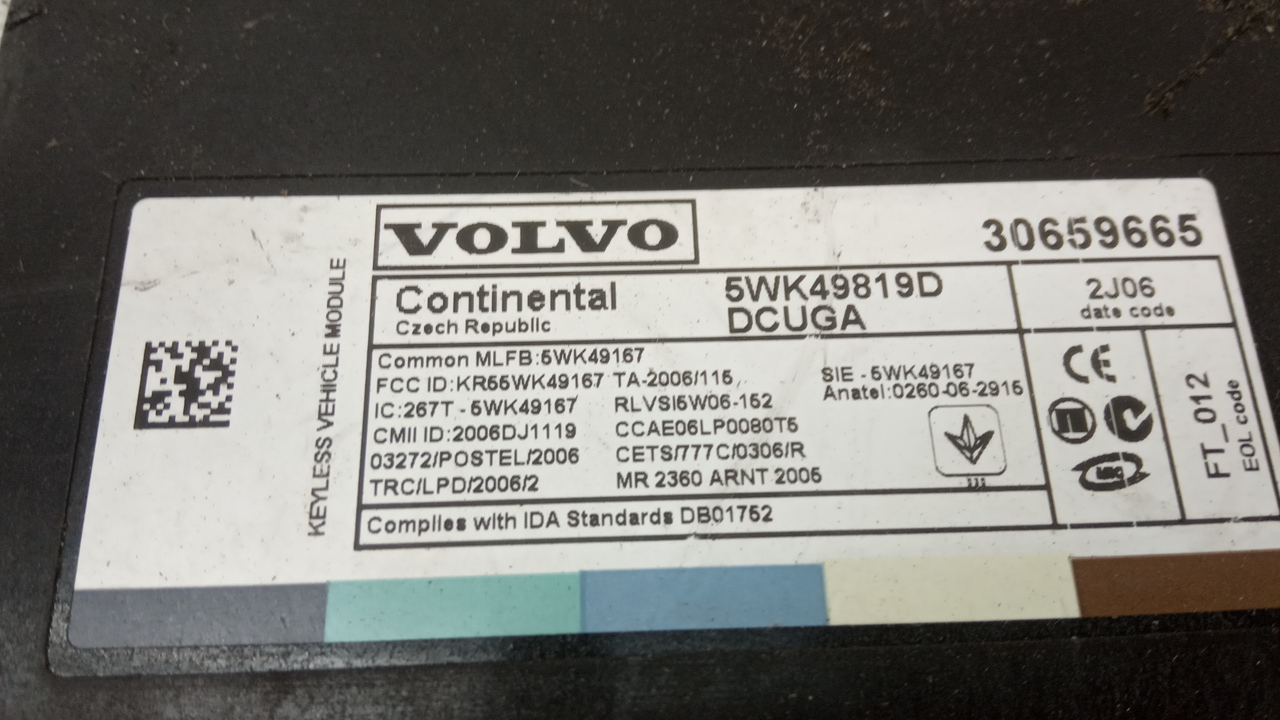 VOLVO
30659665
KEYLESS VEHICLE MODULE
Continental
Czech Republic
5WK49819D
DCUGA
2J06
date code
Common MLFB:5WK49167
FCC ID:KR55WK49167 TA-2006/115
IC:267T-5WK49167 RLVSI5W06-152
CMII ID:2006DJ1119 CCAE06LP0080T5
03272/POSTEL/2006 CETS/777C/0306/R
TRC/LPD/2006/2 MR 2360 ARNT 2005
SIE-5WK49167
Anatel:0260-06-2915
CE
FT_012
EOL code
Complies with IDA Standards DB01752